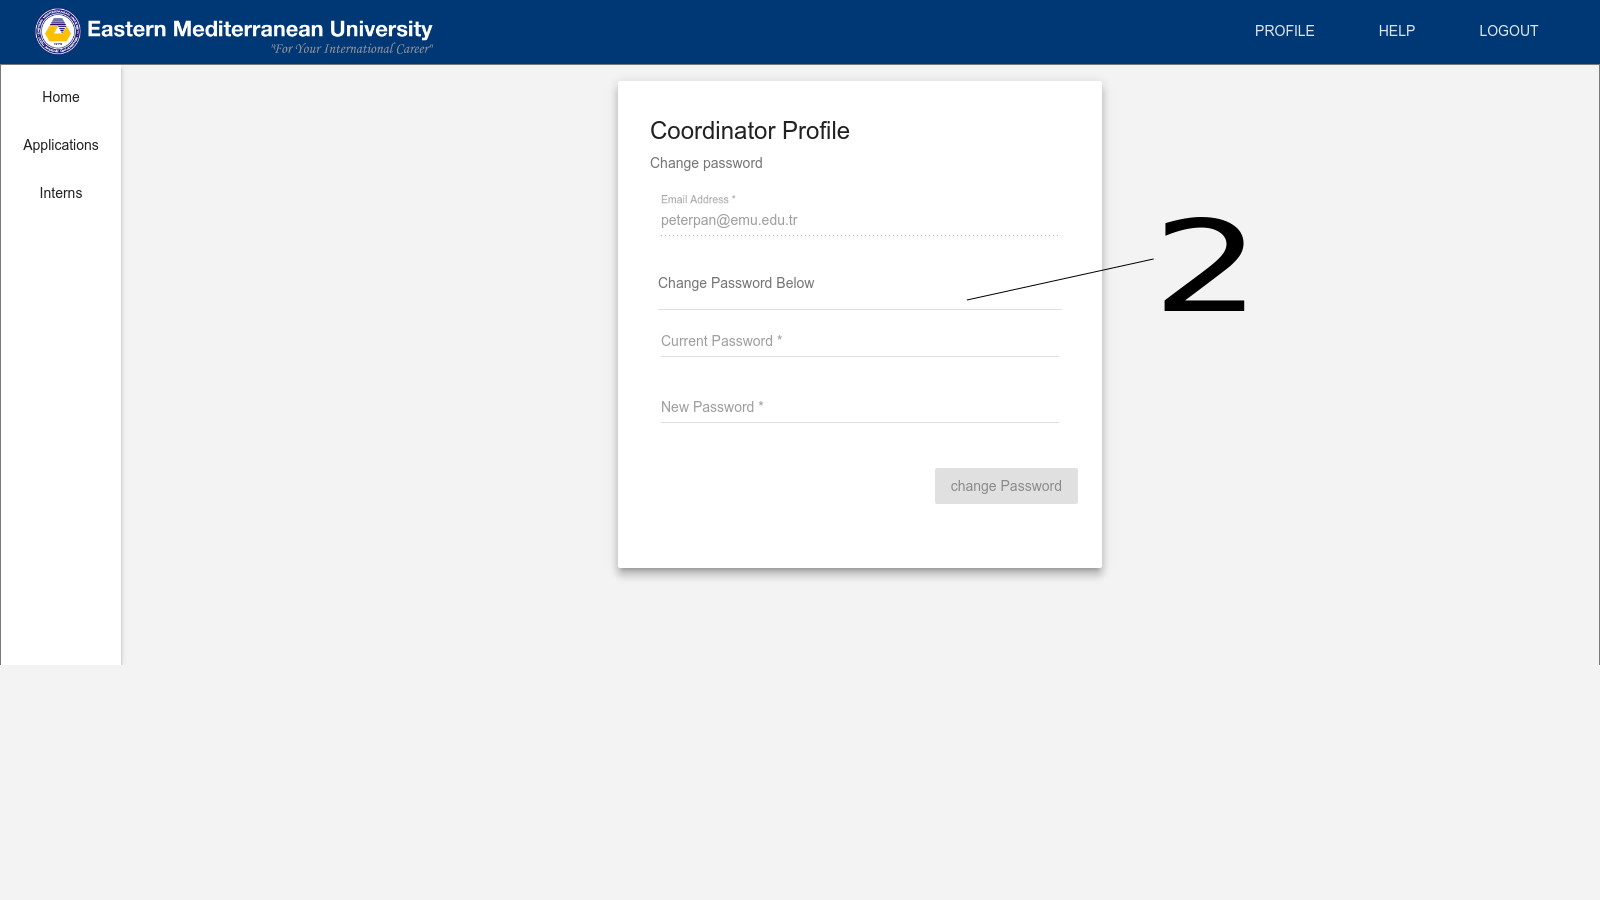 Eastern Mediterranean University
"For Your International Career"
PROFILE HELP LOGOUT
Home
Applications
Interns
Coordinator Profile
Change password
Email Address *
peterpan@emu.edu.tr
Change Password Below
2
Current Password *
New Password *
change Password